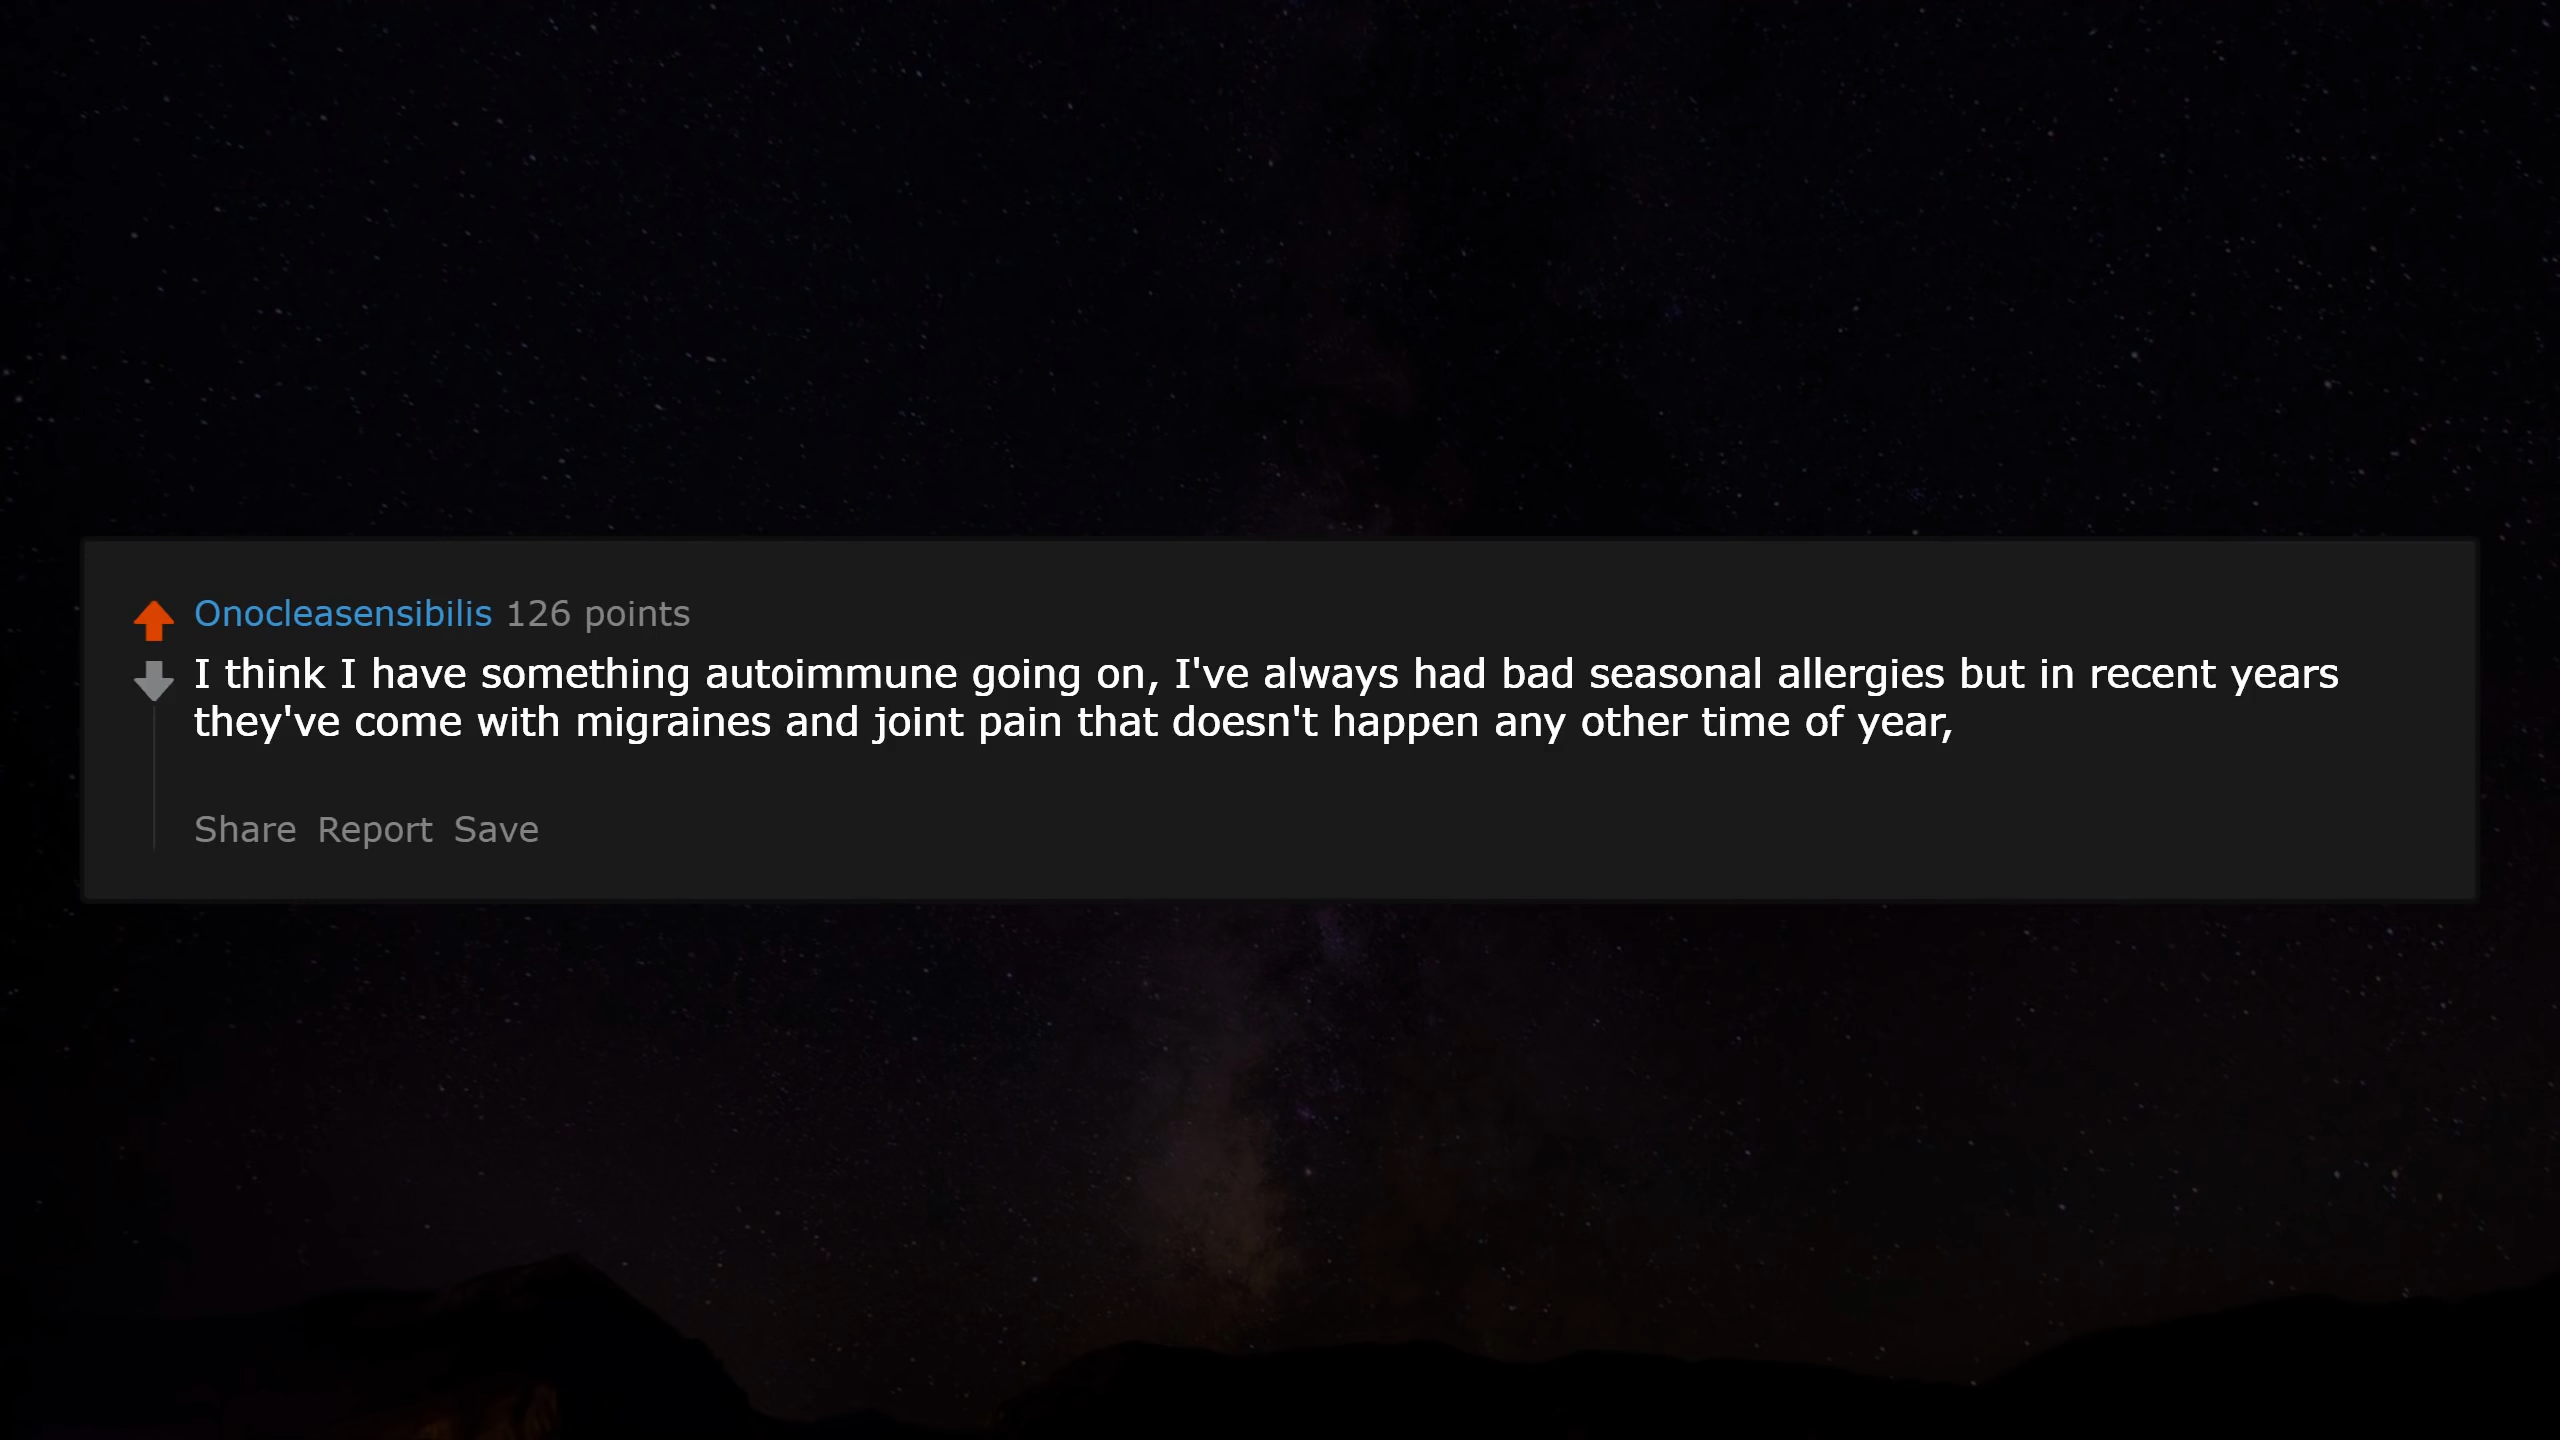 Onocleasensibilis 126 points
I think I have something autoimmune going on, I've always had bad seasonal allergies but in recent years
they've come with migraines and joint pain that doesn't happen any other time of year,
Share Report Save